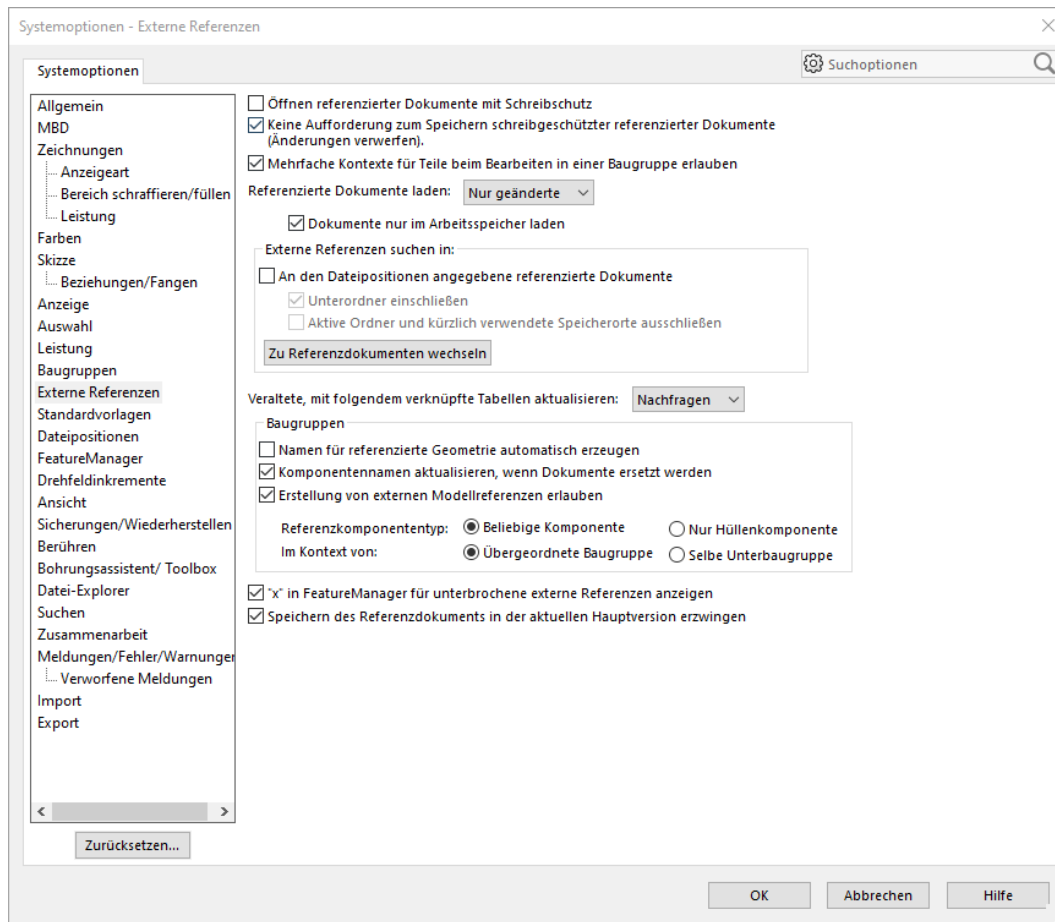 Systemoptionen - Externe Referenzen
Systemoptionen
Suchoptionen
Allgemein
MBD
Zeichnungen
Anzeigeart
Bereich schraffieren/füllen
Leistung
Farben
Skizze
Beziehungen/Fangen
Anzeige
Auswahl
Leistung
Baugruppen
Externe Referenzen
Standardvorlagen
Dateipositionen
FeatureManager
Drehfeldinkremente
Ansicht
Sicherungen/Wiederherstellen
Berühren
Bohrungsassistent/ Toolbox
Datei-Explorer
Suchen
Zusammenarbeit
Meldungen/Fehler/Warnunger
Verworfene Meldungen
Import
Export
Zurücksetzen...
Öffnen referenzierter Dokumente mit Schreibschutz
Keine Aufforderung zum Speichern schreibgeschützter referenzierter Dokumente
(Änderungen verwerfen).
Mehrfache Kontexte für Teile beim Bearbeiten in einer Baugruppe erlauben
Referenzierte Dokumente laden: Nur geänderte
Dokumente nur im Arbeitsspeicher laden
Externe Referenzen suchen in:
An den Dateipositionen angegebene referenzierte Dokumente
Unterordner einschließen
Aktive Ordner und kürzlich verwendete Speicherorte ausschließen
Zu Referenzdokumenten wechseln
Veraltete, mit folgendem verknüpfte Tabellen aktualisieren: Nachfragen
Baugruppen
Namen für referenzierte Geometrie automatisch erzeugen
Komponentennamen aktualisieren, wenn Dokumente ersetzt werden
Erstellung von externen Modellreferenzen erlauben
Referenzkomponententyp: Beliebige Komponente Nur Hüllenkomponente
Im Kontext von: Übergeordnete Baugruppe Selbe Unterbaugruppe
"x" in FeatureManager für unterbrochene externe Referenzen anzeigen
Speichern des Referenzdokuments in der aktuellen Hauptversion erzwingen
OK Abbrechen Hilfe